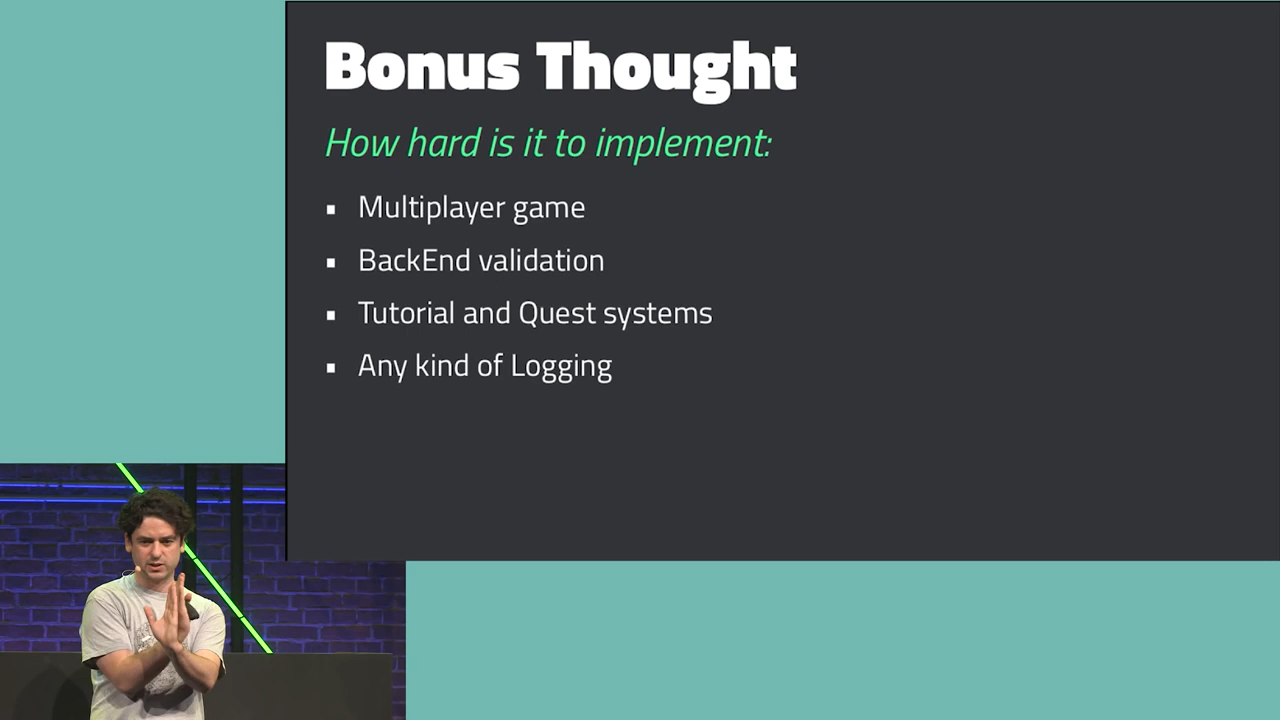 Bonus Thought
How hard is it to implement:
▪ Multiplayer game
▪ BackEnd validation
▪ Tutorial and Quest systems
▪ Any kind of Logging